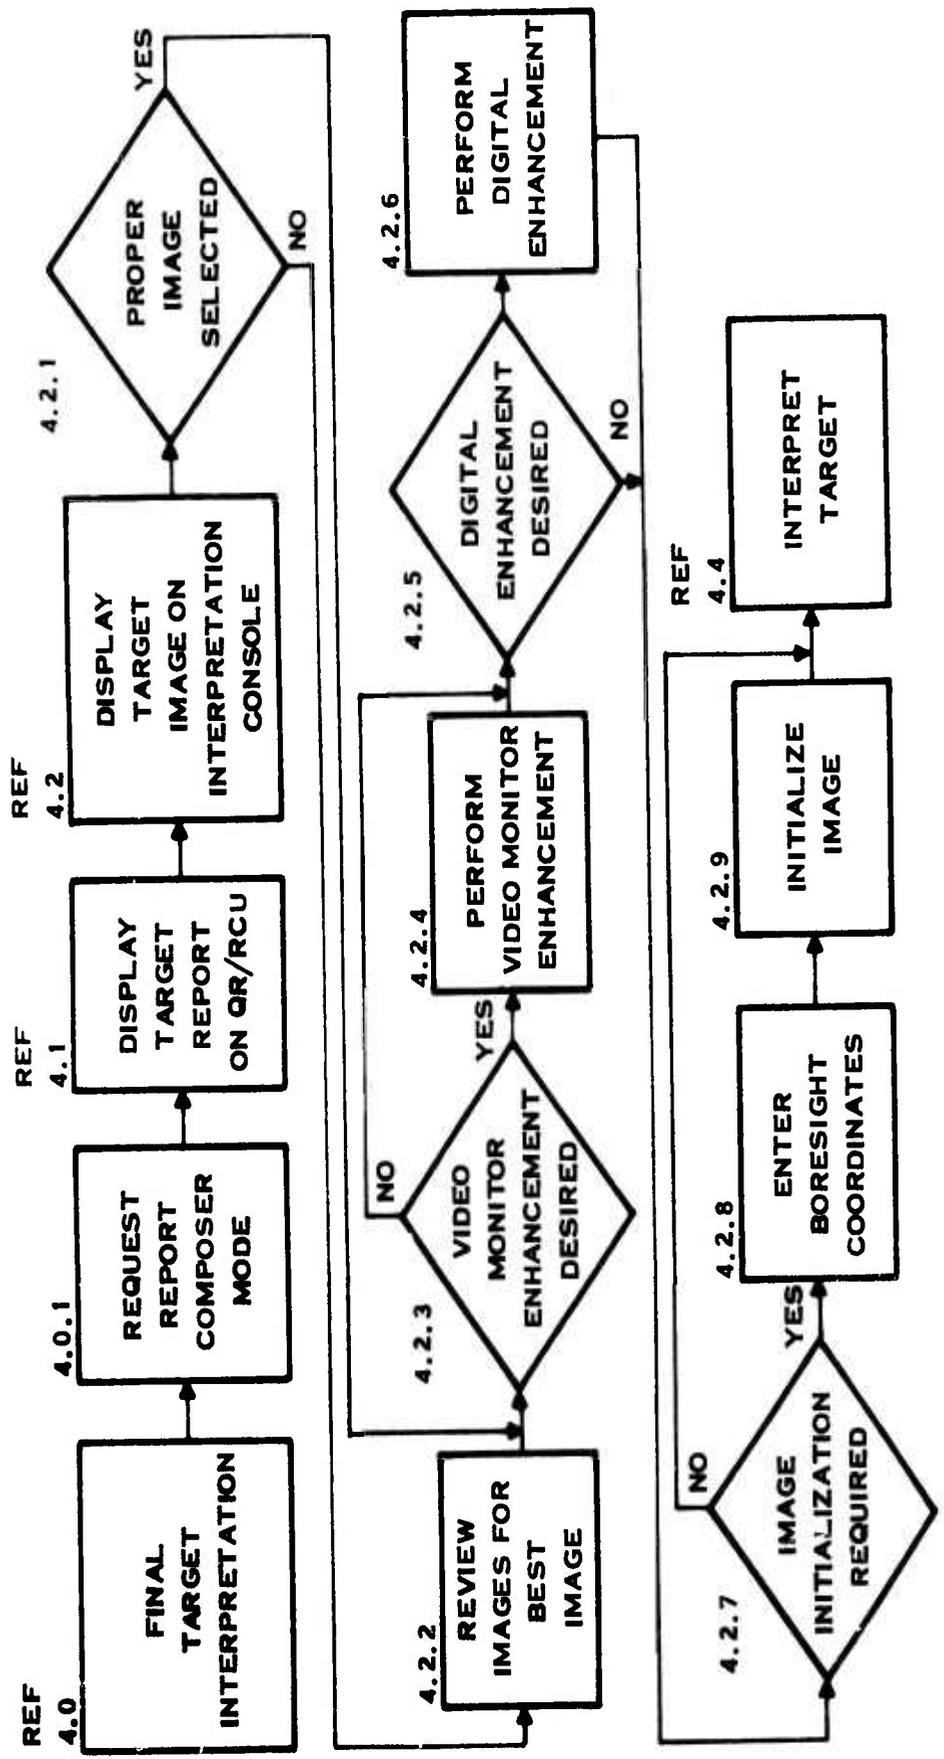 REF
4.0
FINAL
TARGET
INTERPRETATION
4.0.1
REQUEST
REPORT
COMPOSER
MODE
REF
4.1
DISPLAY
TARGET
REPORT
ON QR/RCU
REF
4.2
DISPLAY
TARGET
IMAGE ON
INTERPRETATION
CONSOLE
4.2.1
PROPER
IMAGE
SELECTED
YES
NO
4.2.2
REVIEW
IMAGES FOR
BEST
IMAGE
4.2.3
VIDEO
MONITOR
ENHANCEMENT
DESIRED
NO
YES
4.2.4
PERFORM
VIDEO MONITOR
ENHANCEMENT
4.2.5
DIGITAL
ENHANCEMENT
DESIRED
NO
4.2.6
PERFORM
DIGITAL
ENHANCEMENT
4.2.7
IMAGE
INITIALIZATION
REQUIRED
NO
YES
4.2.8
ENTER
BORESIGHT
COORDINATES
4.2.9
INITIALIZE
IMAGE
REF
4.4
INTERPRET
TARGET